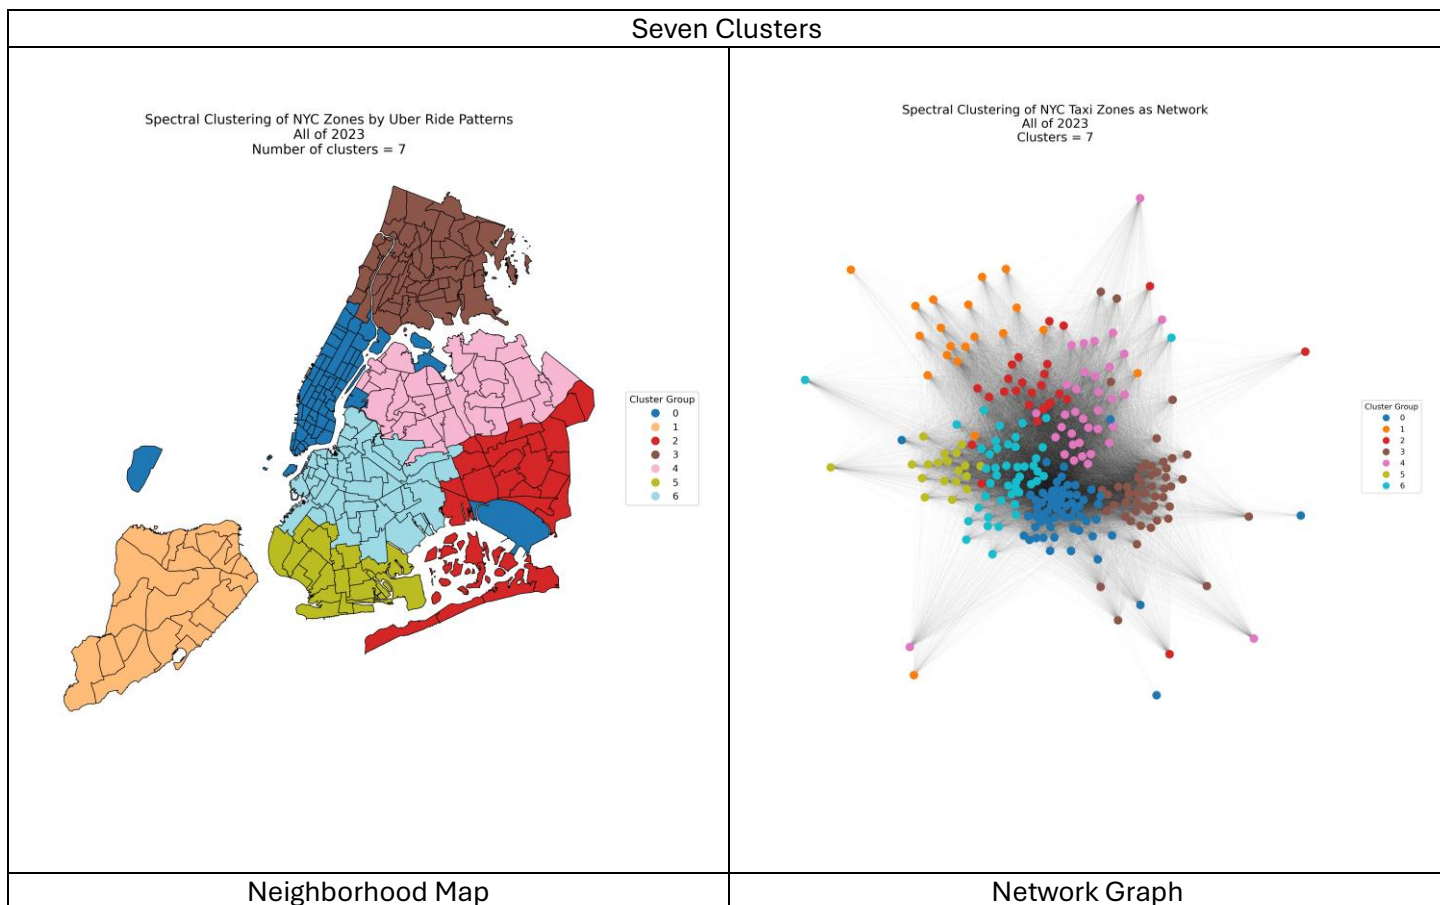 Seven Clusters
Spectral Clustering of NYC Zones by Uber Ride Patterns
All of 2023
Number of clusters = 7
Cluster Group
0
1
2
3
4
5
6
Spectral Clustering of NYC Taxi Zones as Network
All of 2023
Clusters = 7
Cluster Group
0
1
2
3
4
5
6
Neighborhood Map
Network Graph